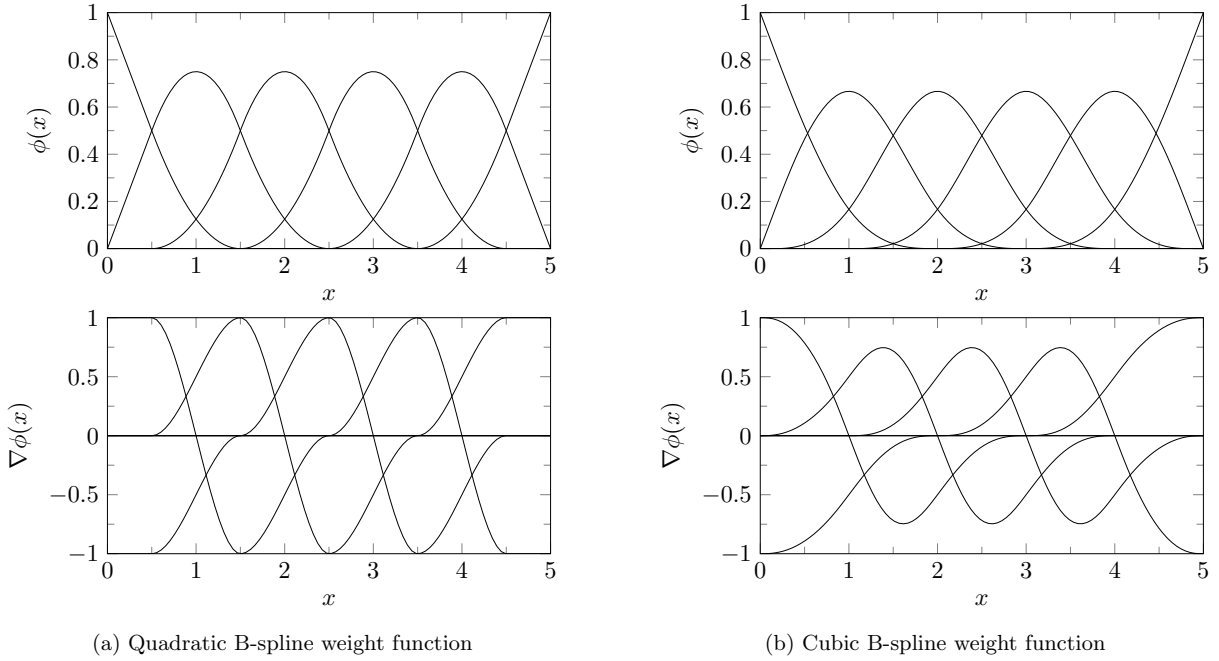 1
0.8
0.6
0.4
0.2
0
ϕ(x)
0 1 2 3 4 5
x
1
0.5
0
−0.5
−1
∇ϕ(x)
0 1 2 3 4 5
x
(a) Quadratic B-spline weight function
1
0.8
0.6
0.4
0.2
0
ϕ(x)
0 1 2 3 4 5
x
1
0.5
0
−0.5
−1
∇ϕ(x)
0 1 2 3 4 5
x
(b) Cubic B-spline weight function